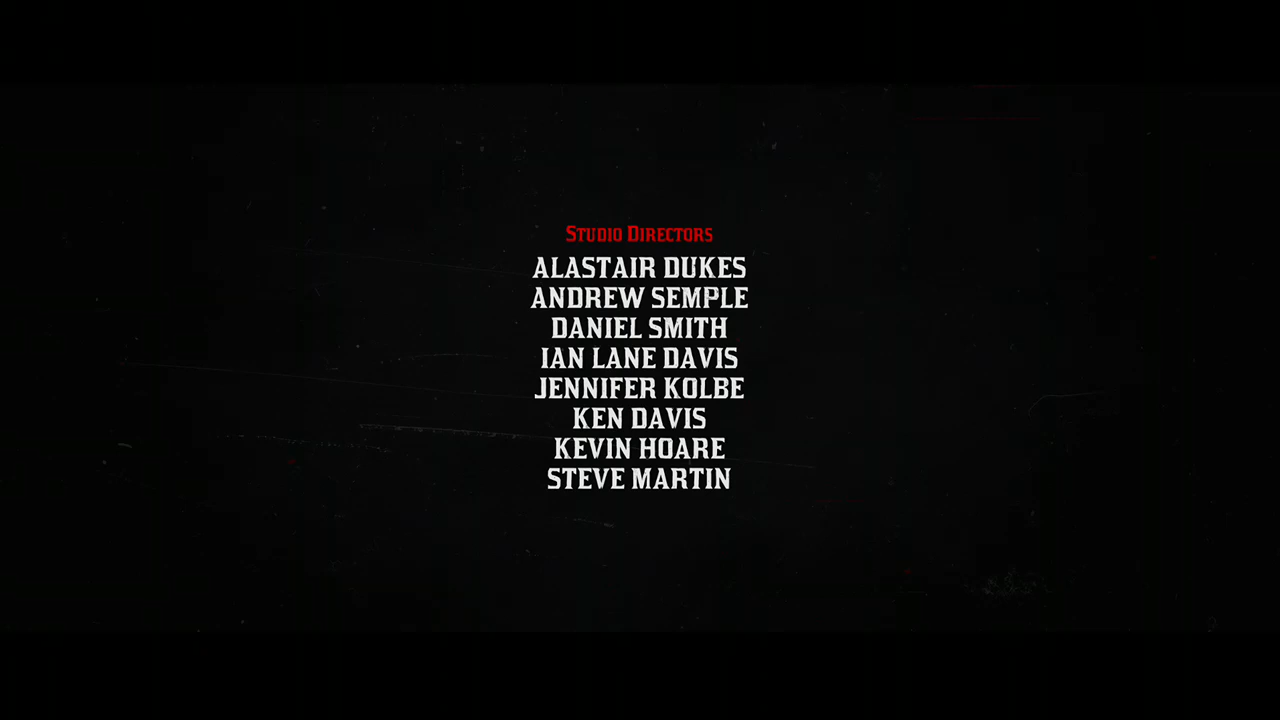 Studio Directors
ALASTAIR DUKES
ANDREW SEMPLE
DANIEL SMITH
IAN LANE DAVIS
JENNIFER KOLBE
KEN DAVIS
KEVIN HOARE
STEVE MARTIN